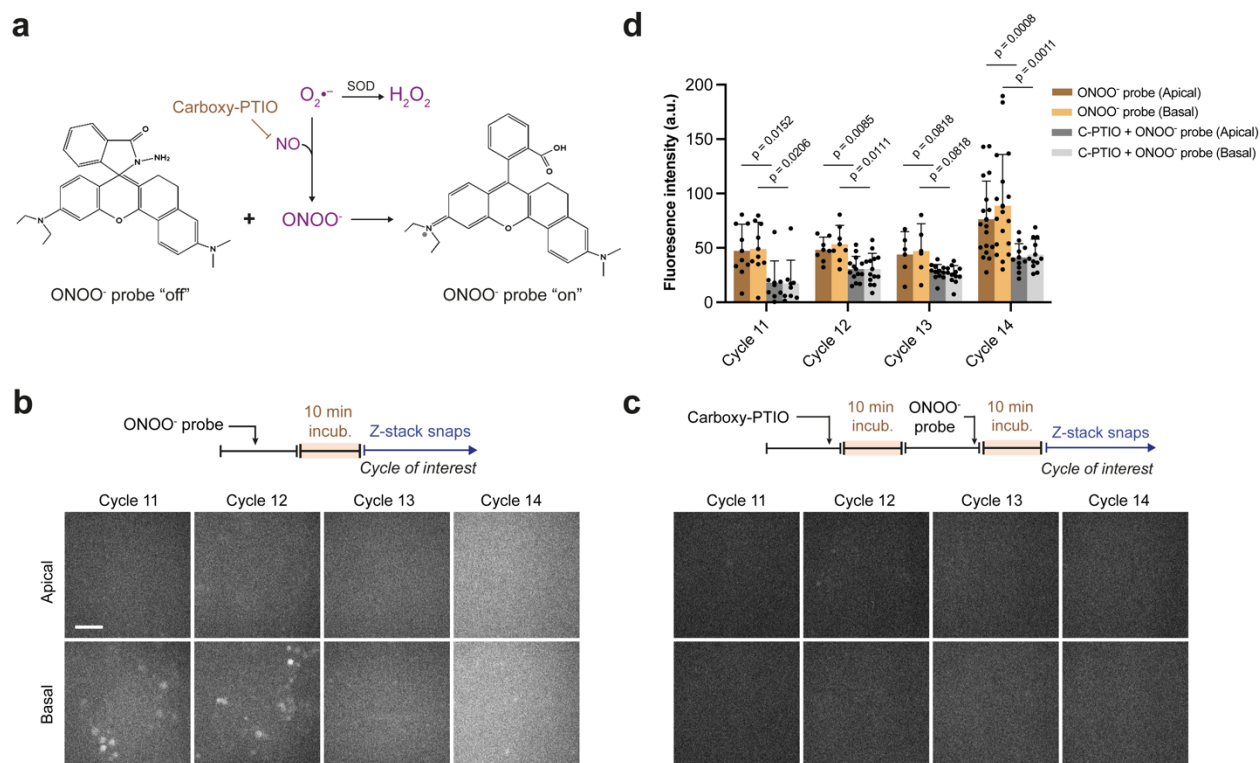 a
Carboxy-PTIO
O₂•−
SOD
H₂O₂
NO
ONOO⁻
O
N
NH₂
O
N
N
+
O
OH
N
⊕
O
N
ONOO⁻ probe “off”
ONOO⁻ probe “on”
d
Fluoresence intensity (a.u.)
200
150
100
50
0
p = 0.0152
p = 0.0206
p = 0.0085
p = 0.0111
p = 0.0818
p = 0.0818
p = 0.0008
p = 0.0011
Cycle 11
Cycle 12
Cycle 13
Cycle 14
ONOO⁻ probe (Apical)
ONOO⁻ probe (Basal)
C-PTIO + ONOO⁻ probe (Apical)
C-PTIO + ONOO⁻ probe (Basal)
b
ONOO⁻ probe
10 min
incub.
Z-stack snaps
Cycle of interest
Cycle 11
Cycle 12
Cycle 13
Cycle 14
Apical
Basal
c
Carboxy-PTIO
10 min
incub.
ONOO⁻
probe
10 min
incub.
Z-stack snaps
Cycle of interest
Cycle 11
Cycle 12
Cycle 13
Cycle 14